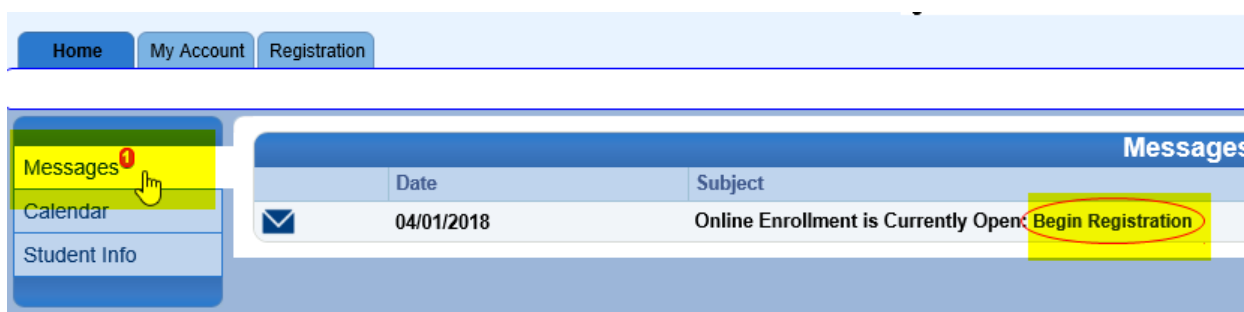 Home My Account Registration
Messages 1
Calendar
Student Info
Messages
Date Subject
04/01/2018 Online Enrollment is Currently Open: Begin Registration